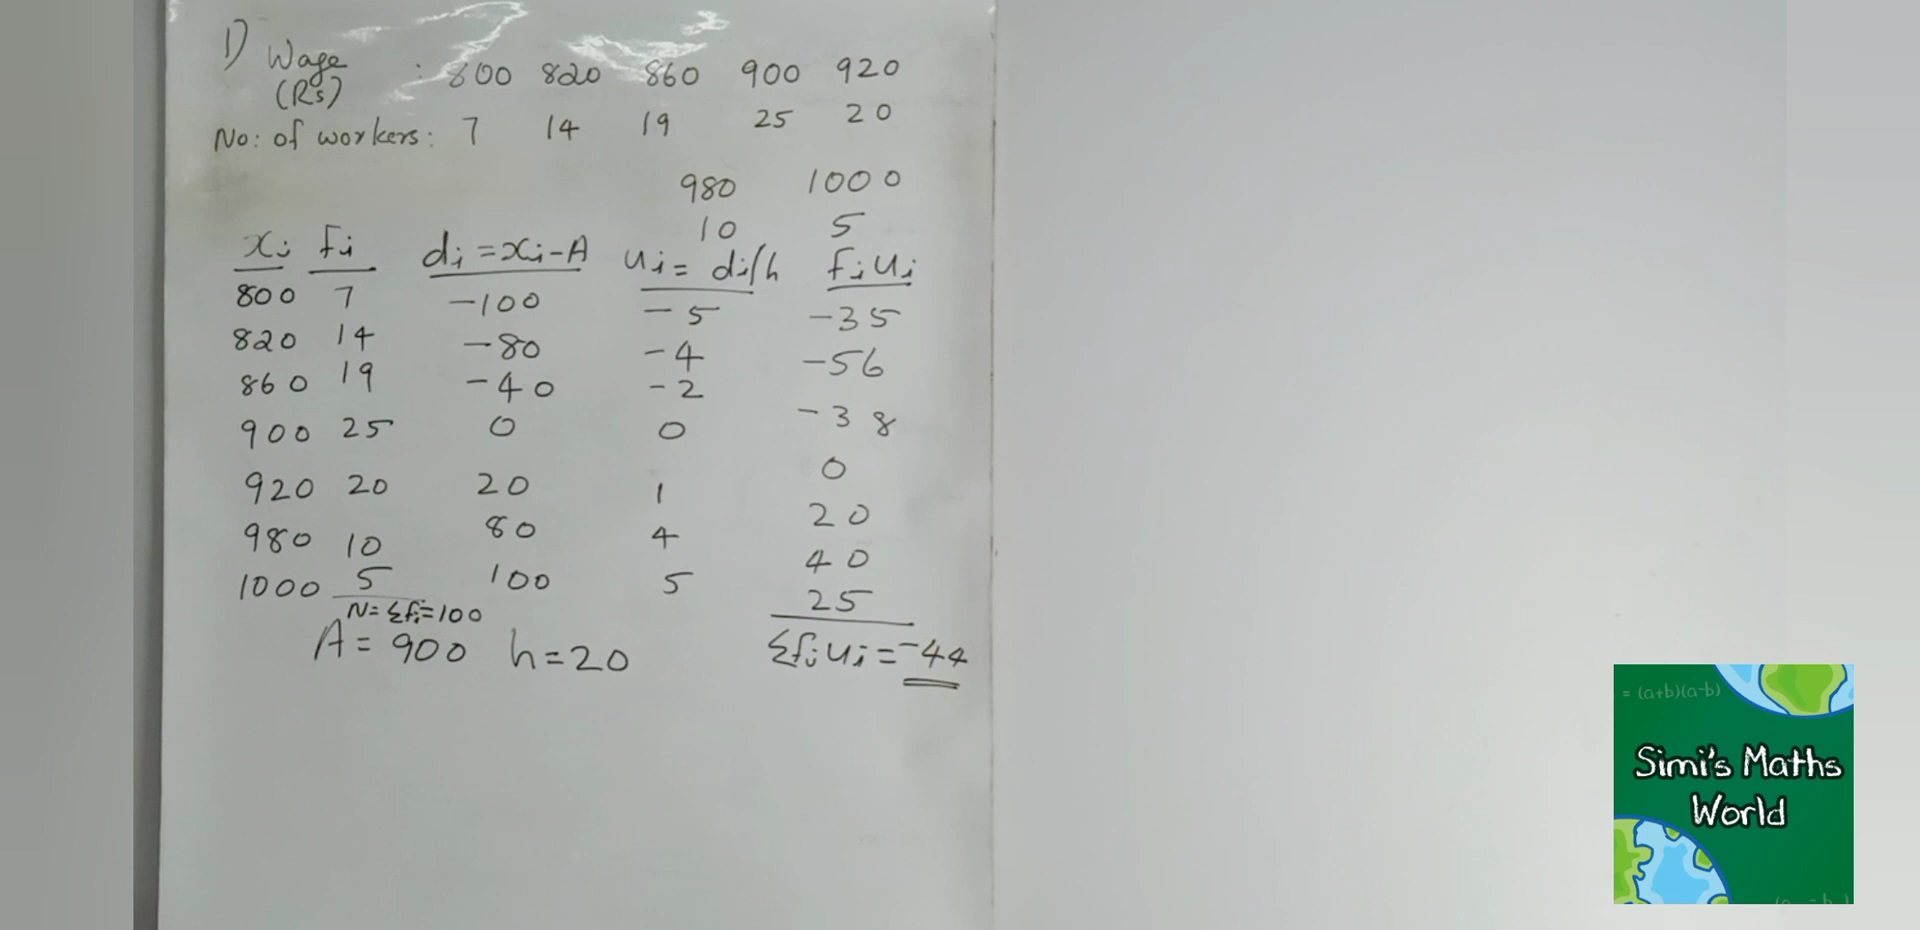 1) Wage (Rs) : 800 820 860 900 920
No: of workers: 7 14 19 25 20
980 1000
10 5
xi fi di = xi - A ui = di/h fiui
800 7 -100 -5 -35
820 14 -80 -4 -56
860 19 -40 -2 -38
900 25 0 0 0
920 20 20 1 20
980 10 80 4 40
1000 5 100 5 25
N = Σfi = 100
A = 900 h = 20 Σfiui = -44
= (a+b)(a-b)
Simi's Maths
World